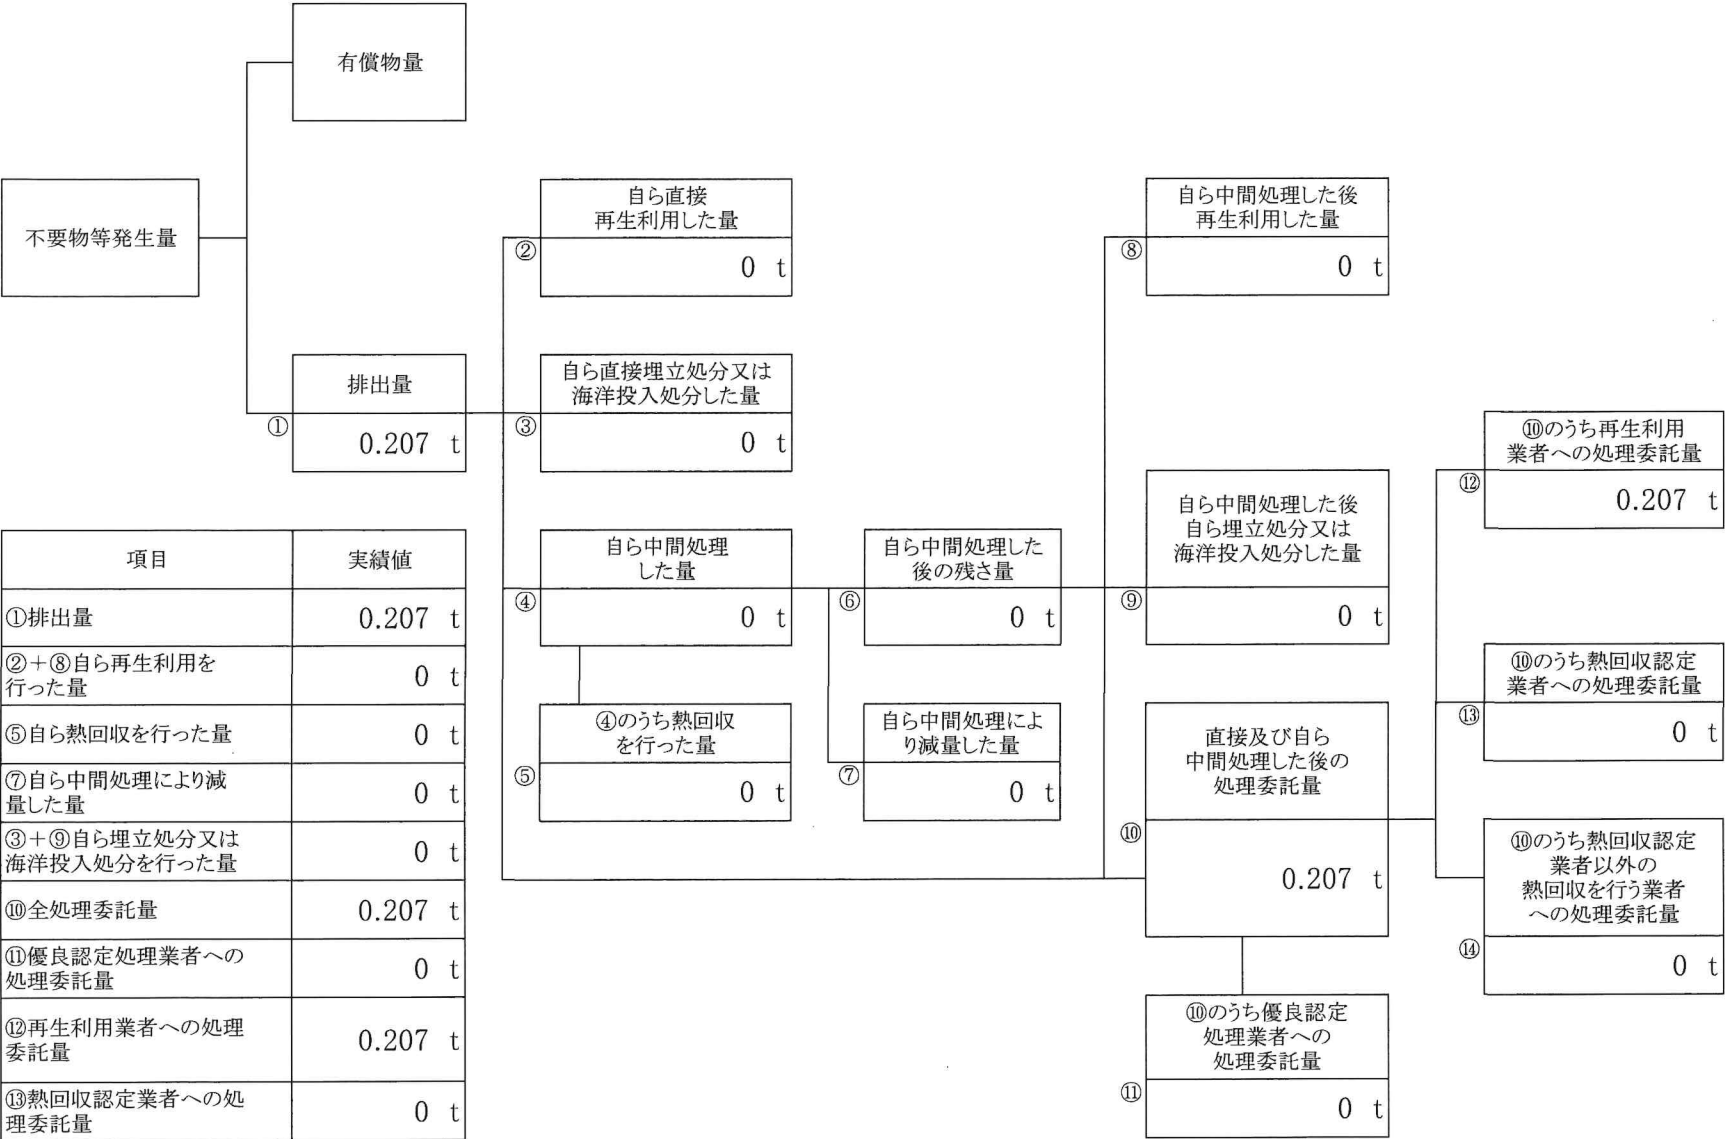 有償物量
不要物等発生量
排出量
①
0.207 t
自ら直接
再生利用した量
②
0 t
自ら直接埋立処分又は
海洋投入処分した量
③
0 t
自ら中間処理
した量
④
0 t
④のうち熱回収
を行った量
⑤
0 t
自ら中間処理した
後の残さ量
⑥
0 t
自ら中間処理によ
り減量した量
⑦
0 t
自ら中間処理した後
再生利用した量
⑧
0 t
自ら中間処理した後
自ら埋立処分又は
海洋投入処分した量
⑨
0 t
直接及び自ら
中間処理した後の
処理委託量
⑩
0.207 t
⑩のうち優良認定
処理業者への
処理委託量
⑪
0 t
⑩のうち再生利用
業者への処理委託量
⑫
0.207 t
⑩のうち熱回収認定
業者への処理委託量
⑬
0 t
⑩のうち熱回収認定
業者以外の
熱回収を行う業者
への処理委託量
⑭
0 t
項目 実績値
①排出量 0.207 t
②+⑧自ら再生利用を
行った量 0 t
⑤自ら熱回収を行った量 0 t
⑦自ら中間処理により減
量した量 0 t
③+⑨自ら埋立処分又は
海洋投入処分を行った量 0 t
⑩全処理委託量 0.207 t
⑪優良認定処理業者への
処理委託量 0 t
⑫再生利用業者への処理
委託量 0.207 t
⑬熱回収認定業者への処
理委託量 0 t